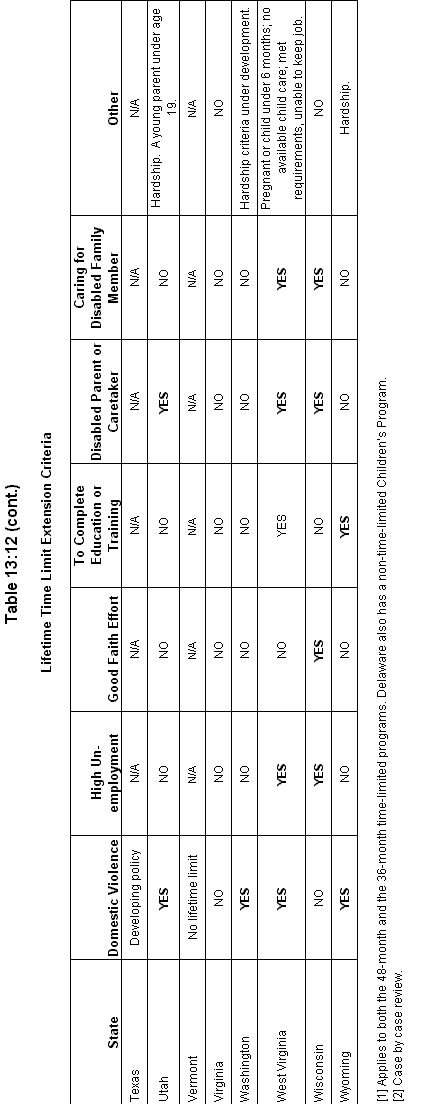 Table 13:12 (cont.)
Lifetime Time Limit Extension Criteria
State | Domestic Violence | High Un-employment | Good Faith Effort | To Complete Education or Training | Disabled Parent or Caretaker | Caring for Disabled Family Member | Other
Texas | Developing policy | N/A | N/A | N/A | N/A | N/A | N/A
Utah | YES | NO | NO | NO | YES | NO | Hardship. A young parent under age 19.
Vermont | No lifetime limit | N/A | N/A | N/A | N/A | N/A | N/A
Virginia | NO | NO | NO | NO | NO | NO | NO
Washington | YES | NO | NO | NO | NO | NO | Hardship criteria under development.
West Virginia | YES | YES | NO | YES | YES | YES | Pregnant or child under 6 months; no available child care; met requirements, unable to keep job.
Wisconsin | NO | YES | YES | NO | YES | YES | NO
Wyoming | YES | NO | NO | YES | NO | NO | Hardship.
[1] Applies to both the 48-month and the 36-month time-limited programs. Delaware also has a non-time-limited Children's Program.
[2] Case by case review.